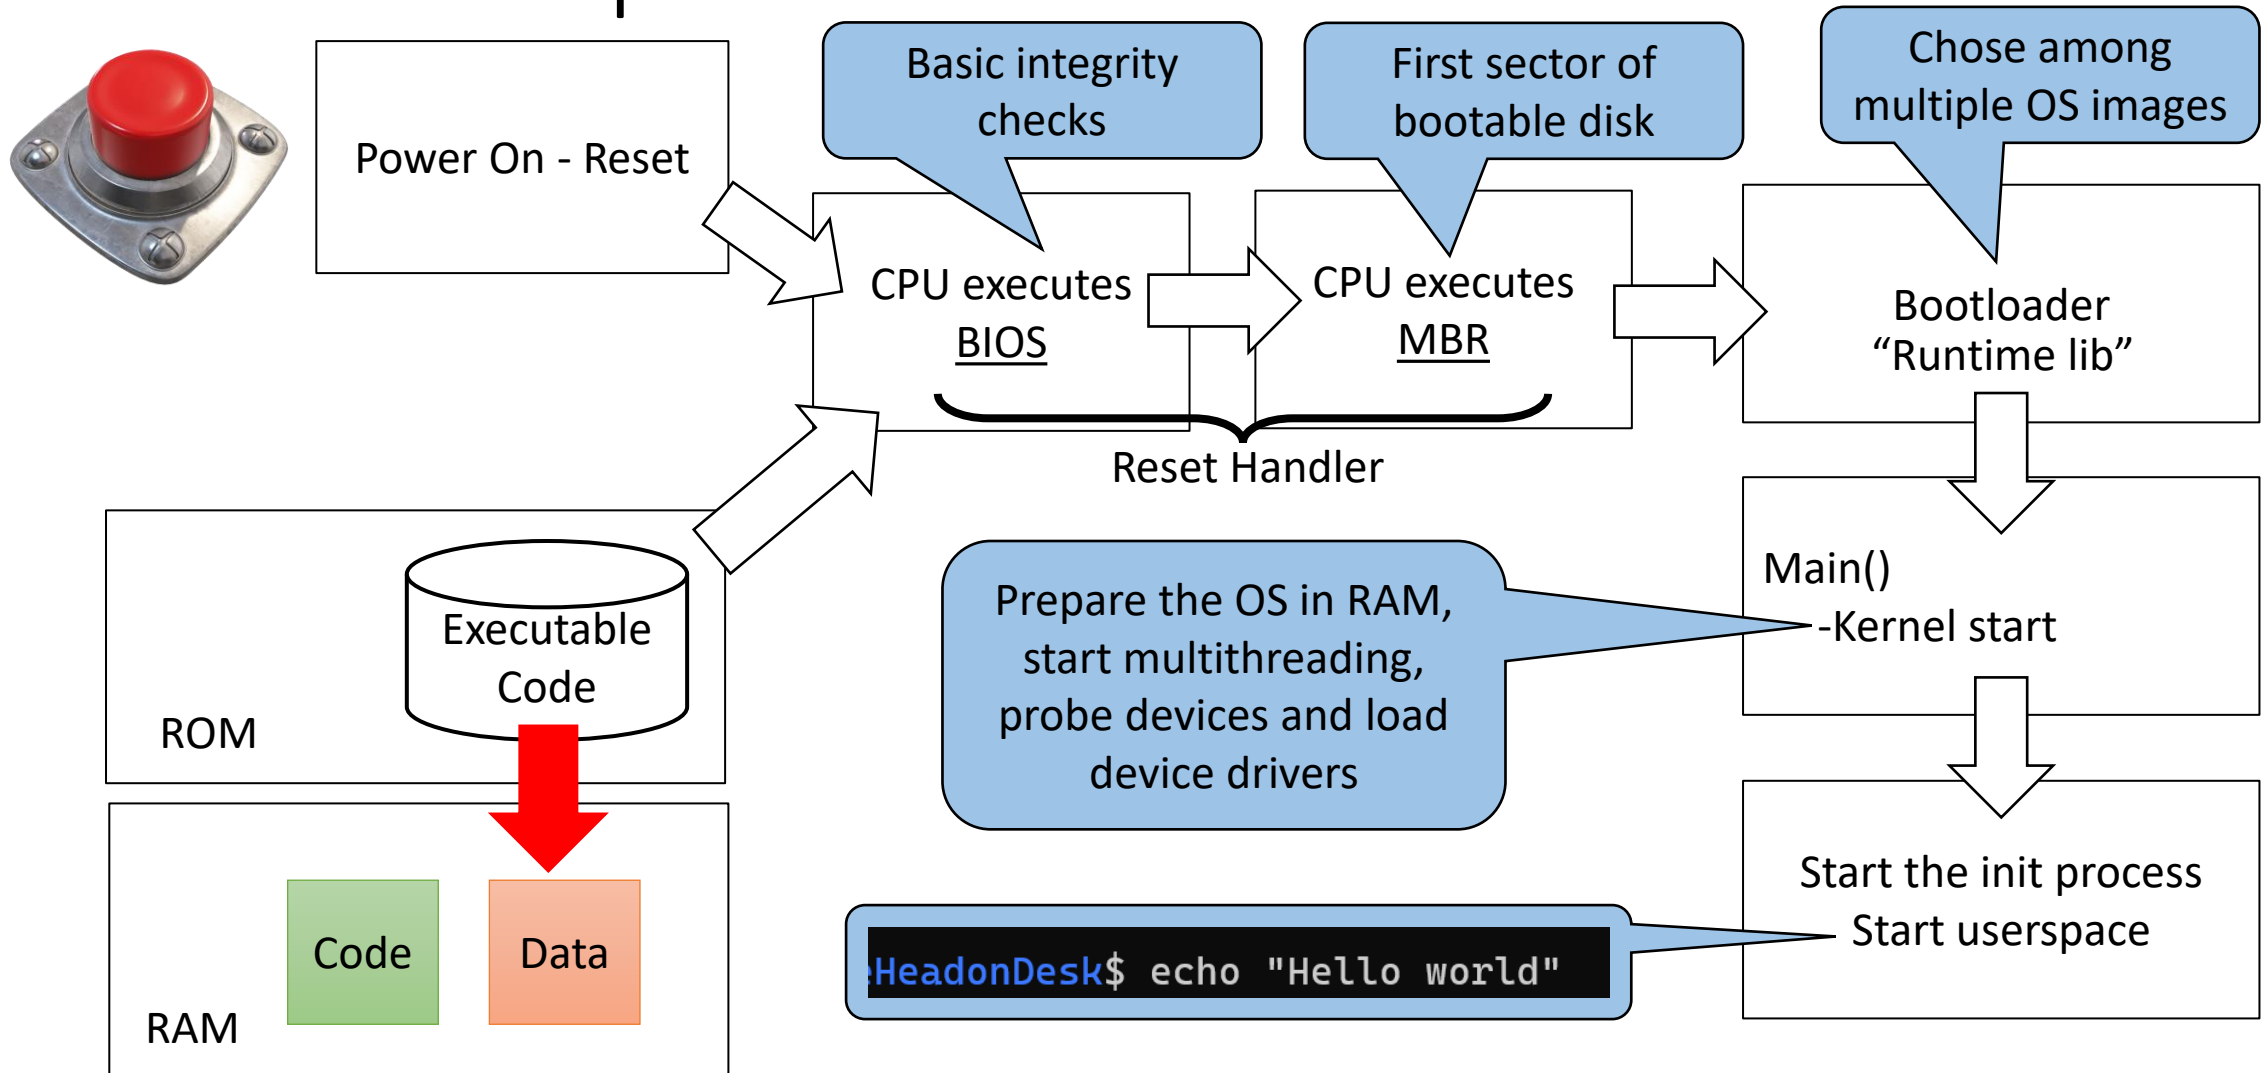 Power On - Reset
Basic integrity
checks
First sector of
bootable disk
Chose among
multiple OS images
CPU executes
BIOS
CPU executes
MBR
Bootloader
“Runtime lib”
Reset Handler
Executable
Code
ROM
Prepare the OS in RAM,
start multithreading,
probe devices and load
device drivers
Main()
-Kernel start
Code
Data
RAM
HeadonDesk$ echo "Hello world"
Start the init process
Start userspace